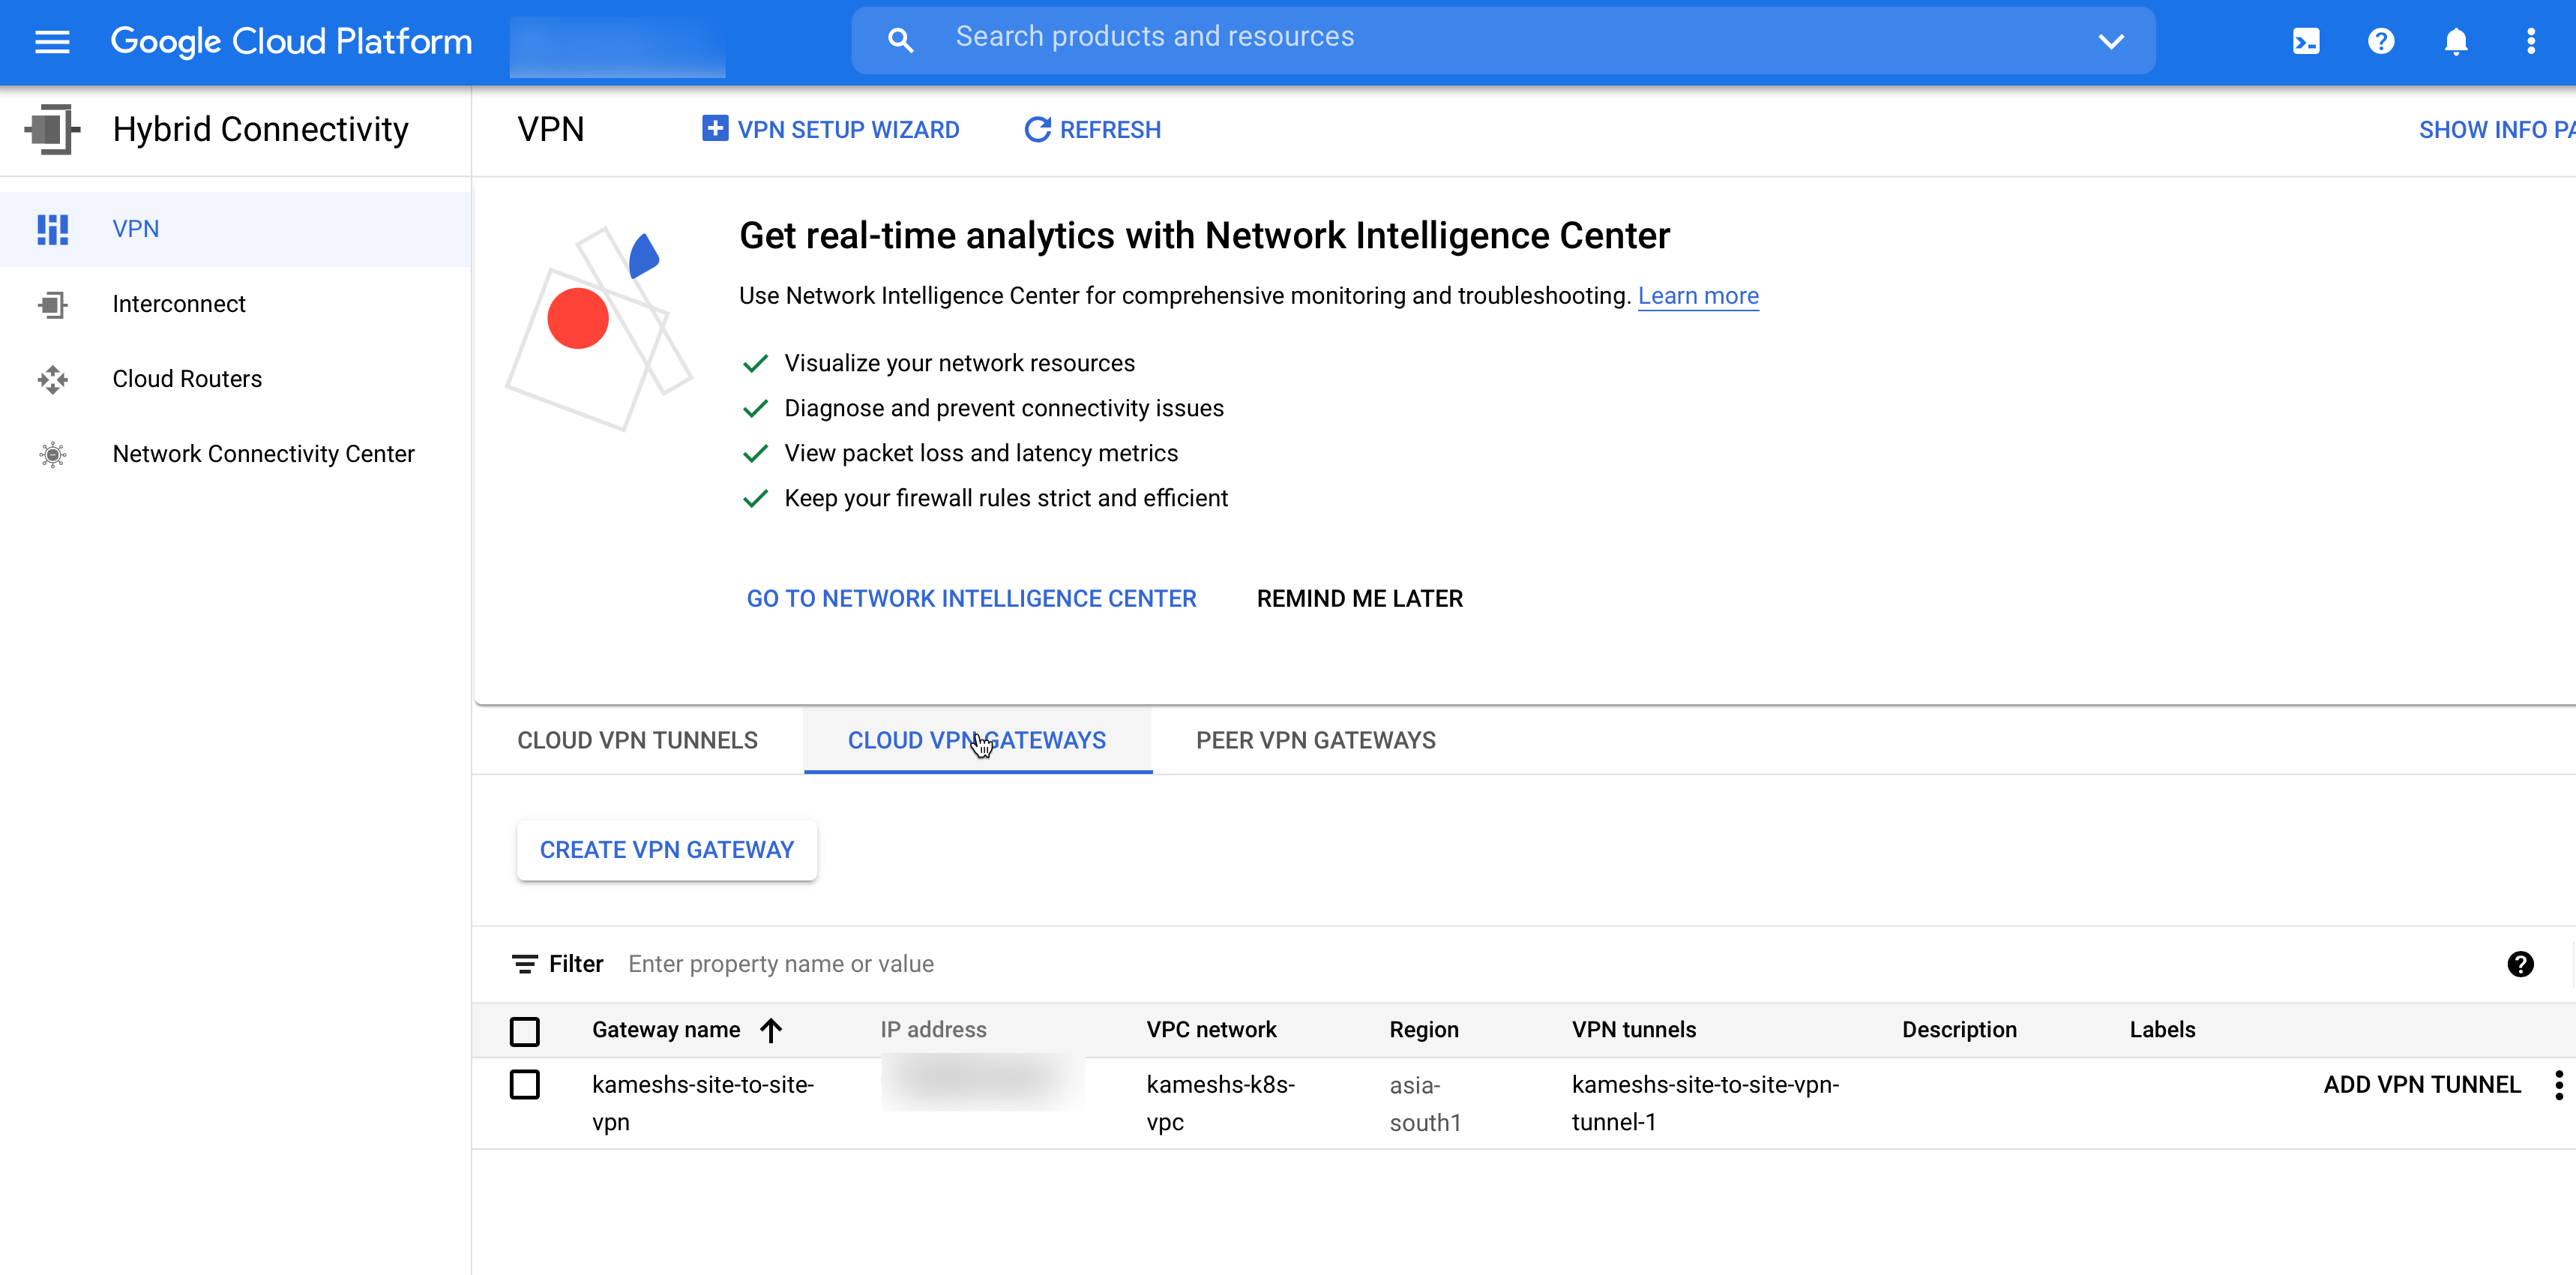 Google Cloud Platform
Search products and resources
Hybrid Connectivity
VPN
VPN SETUP WIZARD
REFRESH
SHOW INFO PA
VPN
Interconnect
Cloud Routers
Network Connectivity Center
Get real-time analytics with Network Intelligence Center
Use Network Intelligence Center for comprehensive monitoring and troubleshooting. Learn more
Visualize your network resources
Diagnose and prevent connectivity issues
View packet loss and latency metrics
Keep your firewall rules strict and efficient
GO TO NETWORK INTELLIGENCE CENTER
REMIND ME LATER
CLOUD VPN TUNNELS
CLOUD VPN GATEWAYS
PEER VPN GATEWAYS
CREATE VPN GATEWAY
Filter Enter property name or value
Gateway name IP address VPC network Region VPN tunnels Description Labels
kameshs-site-to-site- kameshs-k8s- asia- kameshs-site-to-site-vpn- ADD VPN TUNNEL
vpn vpc south1 tunnel-1